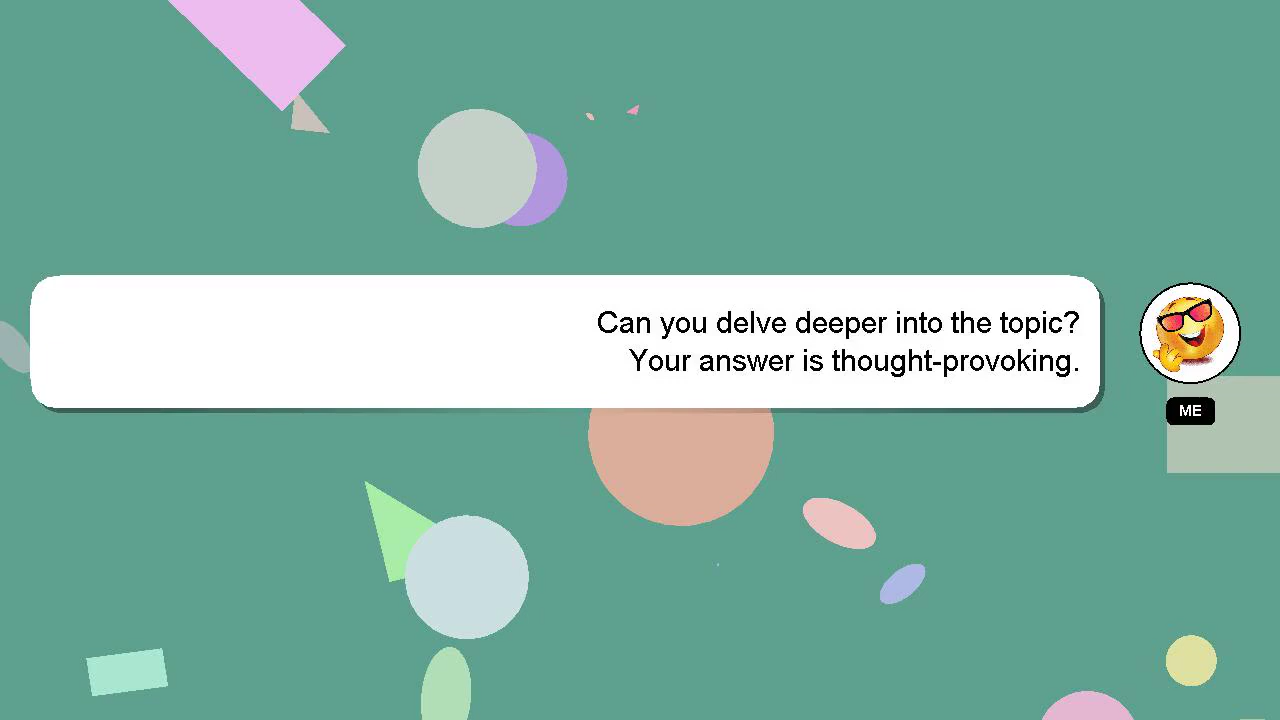 Can you delve deeper into the topic?
Your answer is thought-provoking.
ME